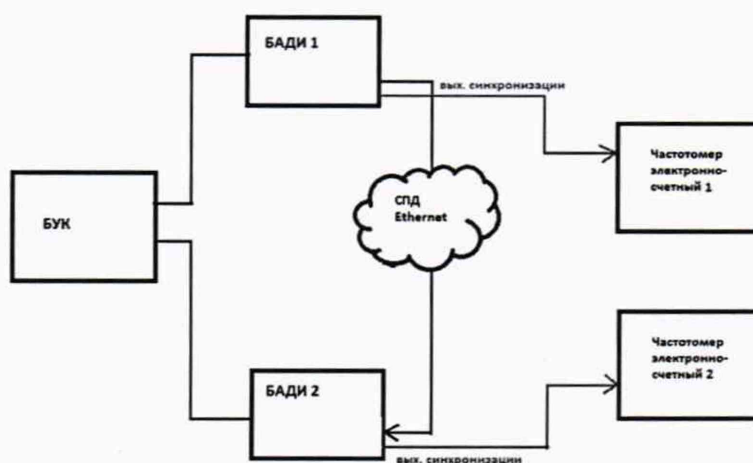 БАДИ 1
вых. синхронизации
Частотомер
электронно-
счетный 1
СПД
Ethernet
БУК
Частотомер
электронно-
счетный 2
БАДИ 2
вых. синхронизации